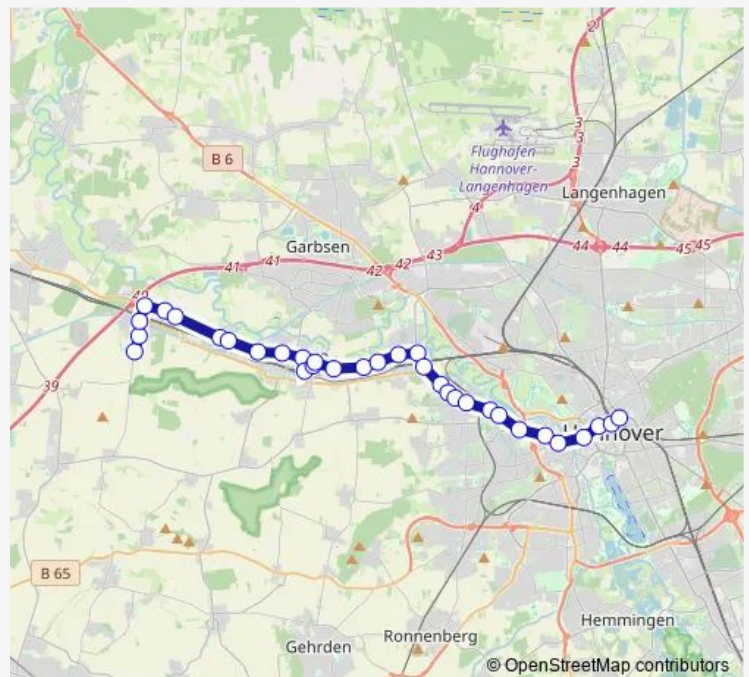 2
B 6
3
3
3
Flughafen
Hannover-
Langenhagen
Langenhagen
4
Garbsen
43
44
44
45
45
42
42
41
41
40
39
Hannover
B 65
Hemmingen
Ronnenberg
Gehrden
© OpenStreetMap contributors